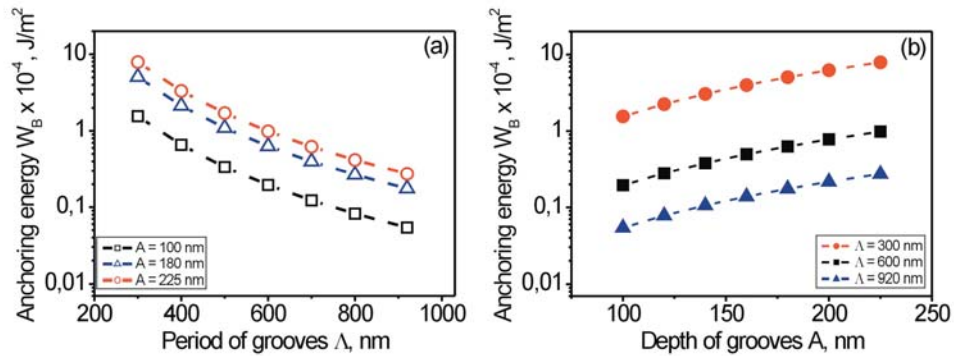 Anchoring energy W_B x 10^-4, J/m^2
10
1
0,1
0,01
(a)
A = 100 nm
A = 180 nm
A = 225 nm
200 400 600 800 1000
Period of grooves Λ, nm
Anchoring energy W_B x 10^-4, J/m^2
10
1
0,1
0,01
(b)
Λ = 300 nm
Λ = 600 nm
Λ = 920 nm
100 150 200 250
Depth of grooves A, nm